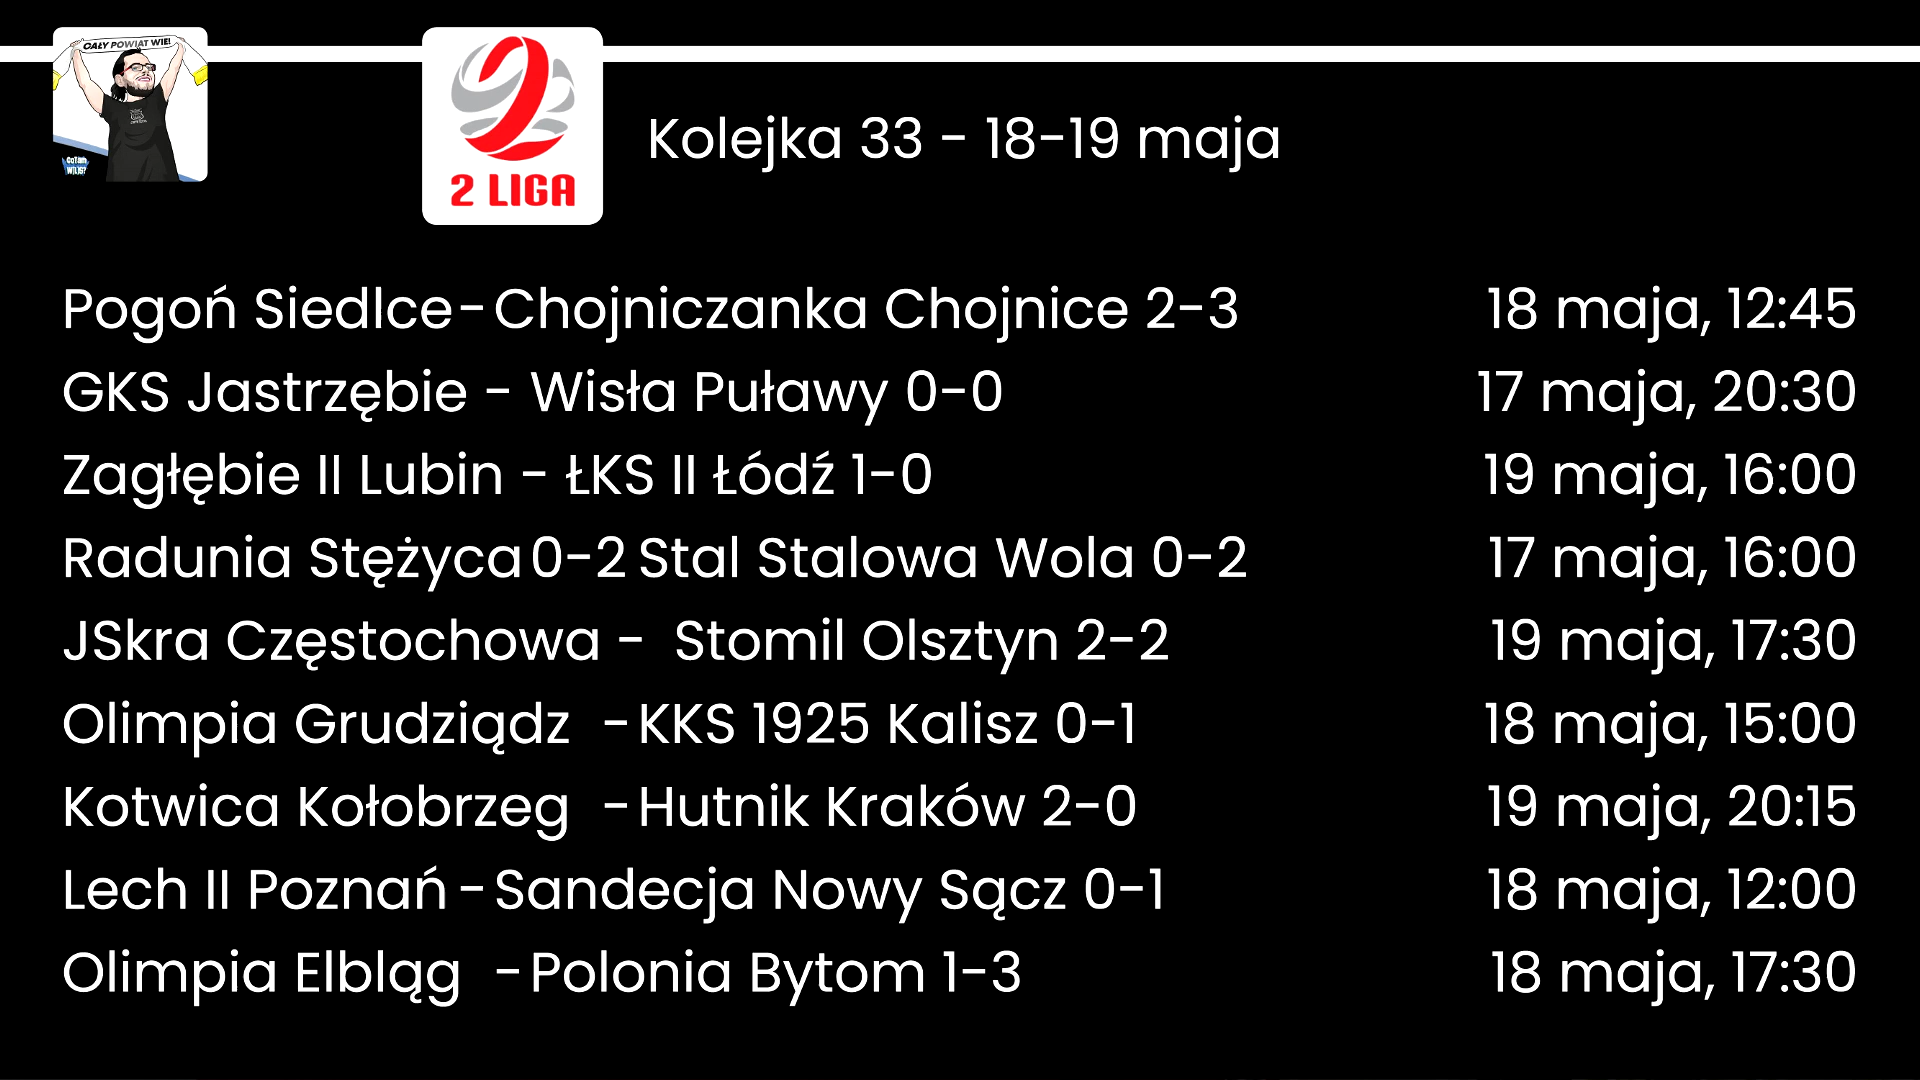 CAŁY POWIAT WIE!
CoTam
W(L)S?
2 LIGA
Kolejka 33 - 18-19 maja
Pogoń Siedlce - Chojniczanka Chojnice 2-3 18 maja, 12:45
GKS Jastrzębie - Wisła Puławy 0-0 17 maja, 20:30
Zagłębie II Lubin - ŁKS II Łódź 1-0 19 maja, 16:00
Radunia Stężyca 0-2 Stal Stalowa Wola 0-2 17 maja, 16:00
JSkra Częstochowa - Stomil Olsztyn 2-2 19 maja, 17:30
Olimpia Grudziądz - KKS 1925 Kalisz 0-1 18 maja, 15:00
Kotwica Kołobrzeg - Hutnik Kraków 2-0 19 maja, 20:15
Lech II Poznań - Sandecja Nowy Sącz 0-1 18 maja, 12:00
Olimpia Elbląg - Polonia Bytom 1-3 18 maja, 17:30